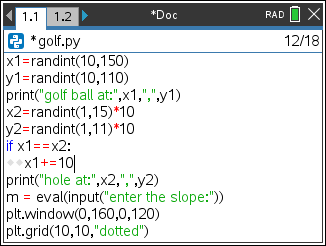 1.1 1.2 *Doc RAD
*golf.py 12/18
x1=randint(10,150)
y1=randint(10,110)
print("golf ball at:",x1,",",y1)
x2=randint(1,15)*10
y2=randint(1,11)*10
if x1==x2:
x1+=10
print("hole at:",x2,",",y2)
m = eval(input("enter the slope:"))
plt.window(0,160,0,120)
plt.grid(10,10,"dotted")